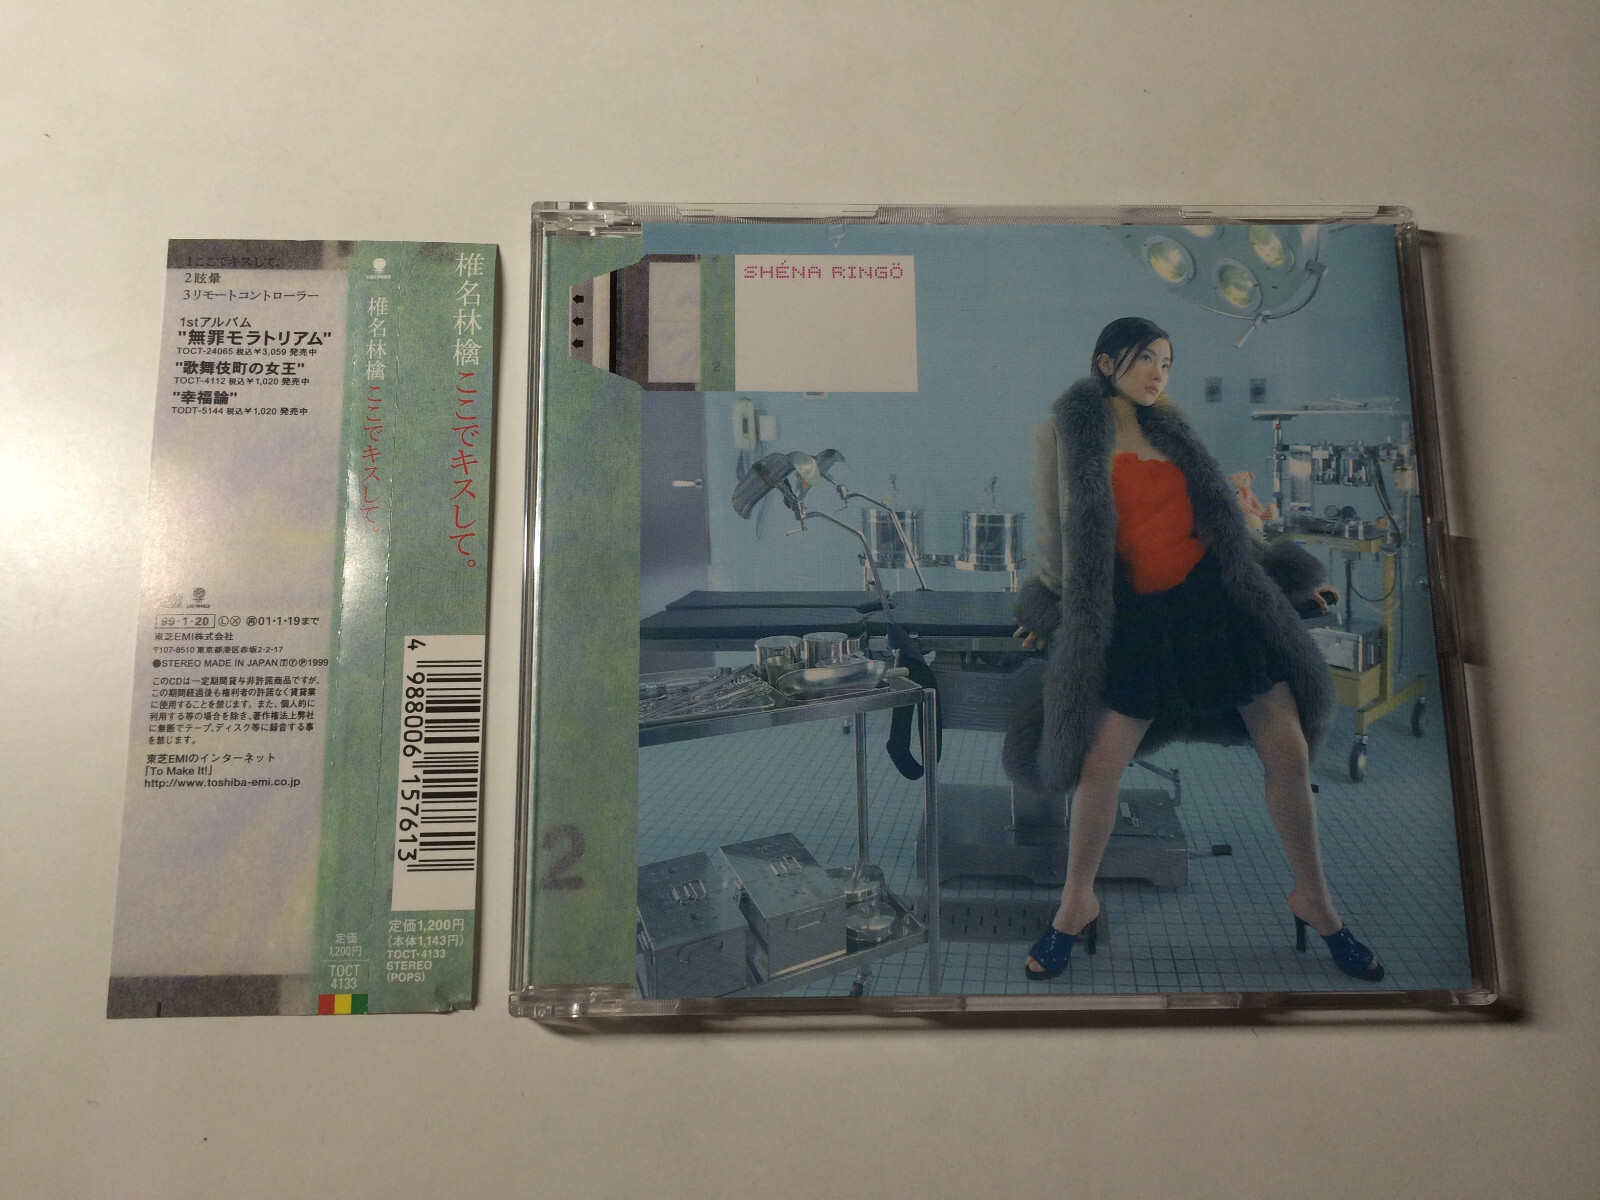 1ここでキスして。
2眩暈
3リモートコントローラー
1stアルバム
"無罪モラトリアム"
TOCT-24065 税込¥3,059 発売中
"歌舞伎町の女王"
TOCT-4112 税込¥1,020 発売中
"幸福論"
TODT-5144 税込¥1,020 発売中
99・1・20 Ⓛ Ⓧ ㋰01・1・19まで
東芝EMI株式会社
〒107-8510 東京都港区赤坂2-2-17
●STEREO MADE IN JAPAN ⓉⒻⓅ1999
このCDは一定期間貸与非許諾商品ですが、
この期間経過後も権利者の許諾なく賃貸業
に使用することを禁じます。また、個人的に
利用する等の場合を除き、著作権法上弊社
に無断でテープ、ディスク等に録音する事
を禁じます。
東芝EMIのインターネット
「To Make It!」
http://www.toshiba-emi.co.jp
椎名林檎 ここでキスして。
定価
1,200円
TOCT
4133
椎名林檎 ここでキスして。
4 988006 157613
定価1,200円
(本体1,143円)
TOCT-4133
STEREO
(POPS)
2
2
SHÉNA RINGÖ